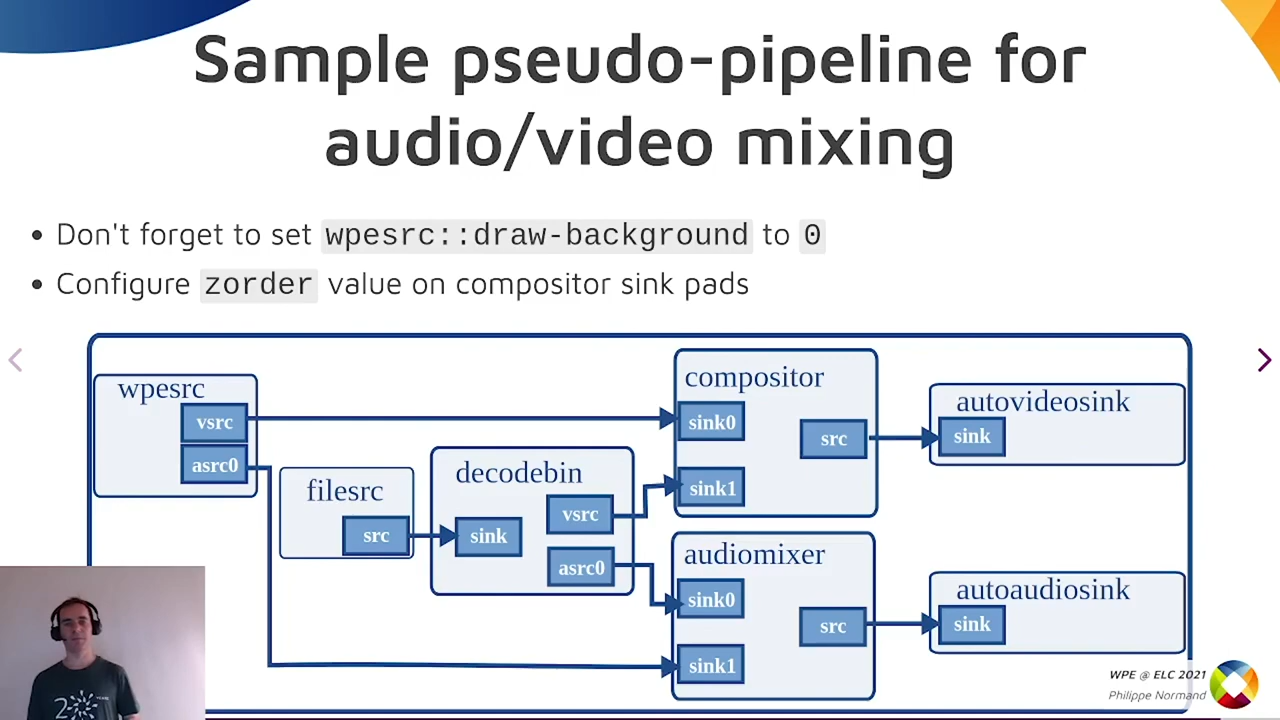 Sample pseudo-pipeline for
audio/video mixing
Don't forget to set wpesrc::draw-background to 0
Configure zorder value on compositor sink pads
wpesrc
vsrc
asrc0
filesrc
src
decodebin
sink
vsrc
asrc0
compositor
sink0
sink1
src
audiomixer
sink0
sink1
src
autovideosink
sink
autoaudiosink
sink
WPE @ ELC 2021
Philippe Normand